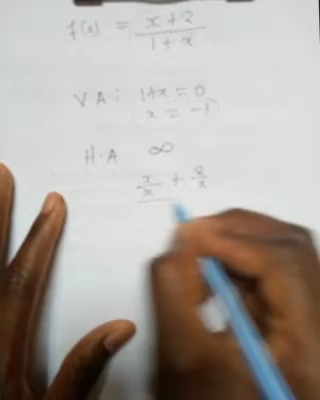 f(x) = x + 2 / 1 + x
V A : 1+x = 0
x = -1
H.A ∞
x/x + 2/x